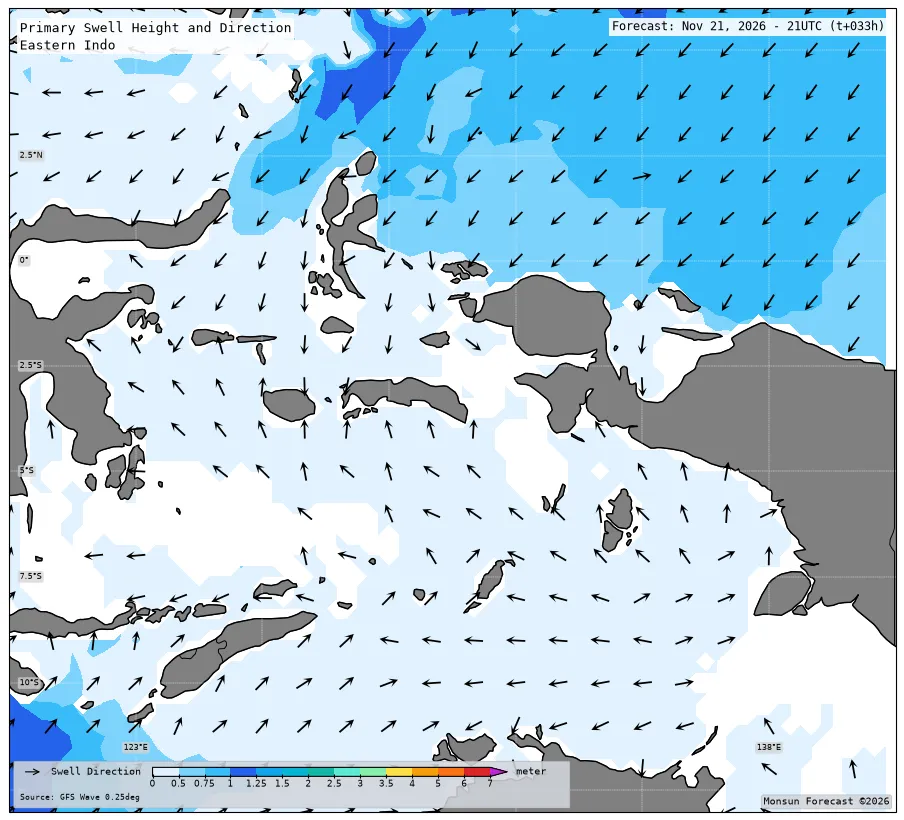 Primary Swell Height and Direction
Eastern Indo
Forecast: Nov 21, 2026 - 21UTC (t+033h)
2.5°N
0°
2.5°S
5°S
7.5°S
10°S
123°E
138°E
Swell Direction
0 0.5 0.75 1 1.25 1.5 1.75 2 2.5 3 3.5 4 5 6 7
meter
Source: GFS Wave 0.25deg
Monsun Forecast ©2026